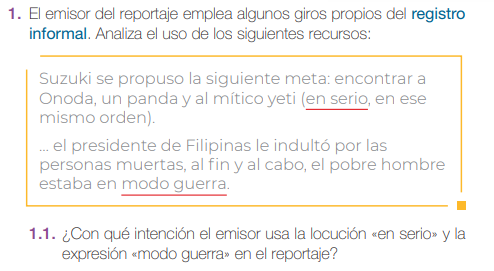 1. El emisor del reportaje emplea algunos giros propios del registro
informal. Analiza el uso de los siguientes recursos:
Suzuki se propuso la siguiente meta: encontrar a
Onoda, un panda y al mítico yeti (en serio, en ese
mismo orden).
... el presidente de Filipinas le indultó por las
personas muertas, al fin y al cabo, el pobre hombre
estaba en modo guerra.
1.1. ¿Con qué intención el emisor usa la locución «en serio» y la
expresión «modo guerra» en el reportaje?